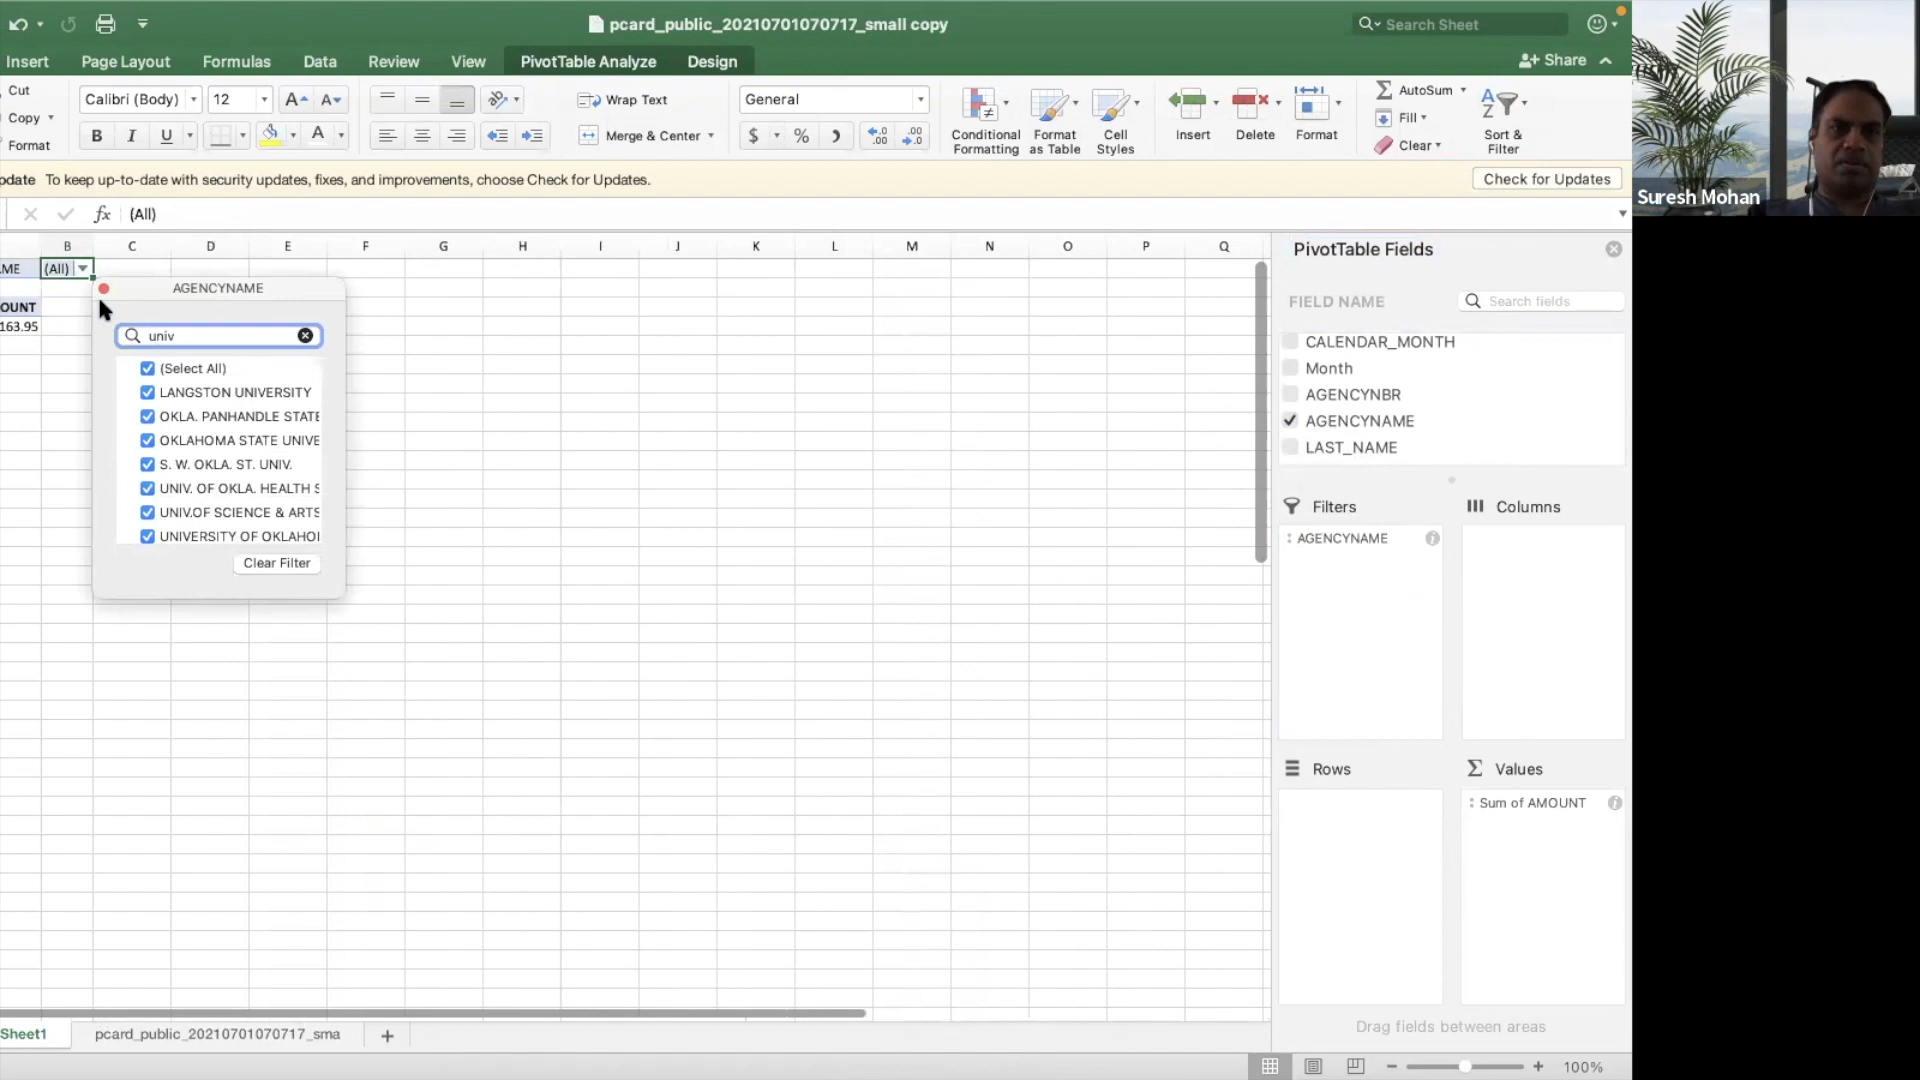 pcard_public_20210701070717_small copy
Search Sheet
Insert Page Layout Formulas Data Review View PivotTable Analyze Design Share
Cut
Copy
Format
Calibri (Body) 12
A A
B I U A
Wrap Text
Merge & Center
General
$ % .00
Conditional Formatting
Format as Table
Cell Styles
Insert
Delete
Format
AutoSum
Fill
Clear
Sort & Filter
pdate To keep up-to-date with security updates, fixes, and improvements, choose Check for Updates.
Check for Updates
Suresh Mohan
fx (All)
B C D E F G H I J K L M N O P Q
AME (All)
OUNT
163.95
AGENCYNAME
univ
(Select All)
LANGSTON UNIVERSITY
OKLA. PANHANDLE STATE
OKLAHOMA STATE UNIVE
S. W. OKLA. ST. UNIV.
UNIV. OF OKLA. HEALTH S
UNIV.OF SCIENCE & ARTS
UNIVERSITY OF OKLAHO
Clear Filter
PivotTable Fields
FIELD NAME
Search fields
CALENDAR_MONTH
Month
AGENCYNBR
AGENCYNAME
LAST_NAME
Filters
Columns
AGENCYNAME
Rows
Values
Sum of AMOUNT
Drag fields between areas
Sheet1 pcard_public_20210701070717_sma +
100%